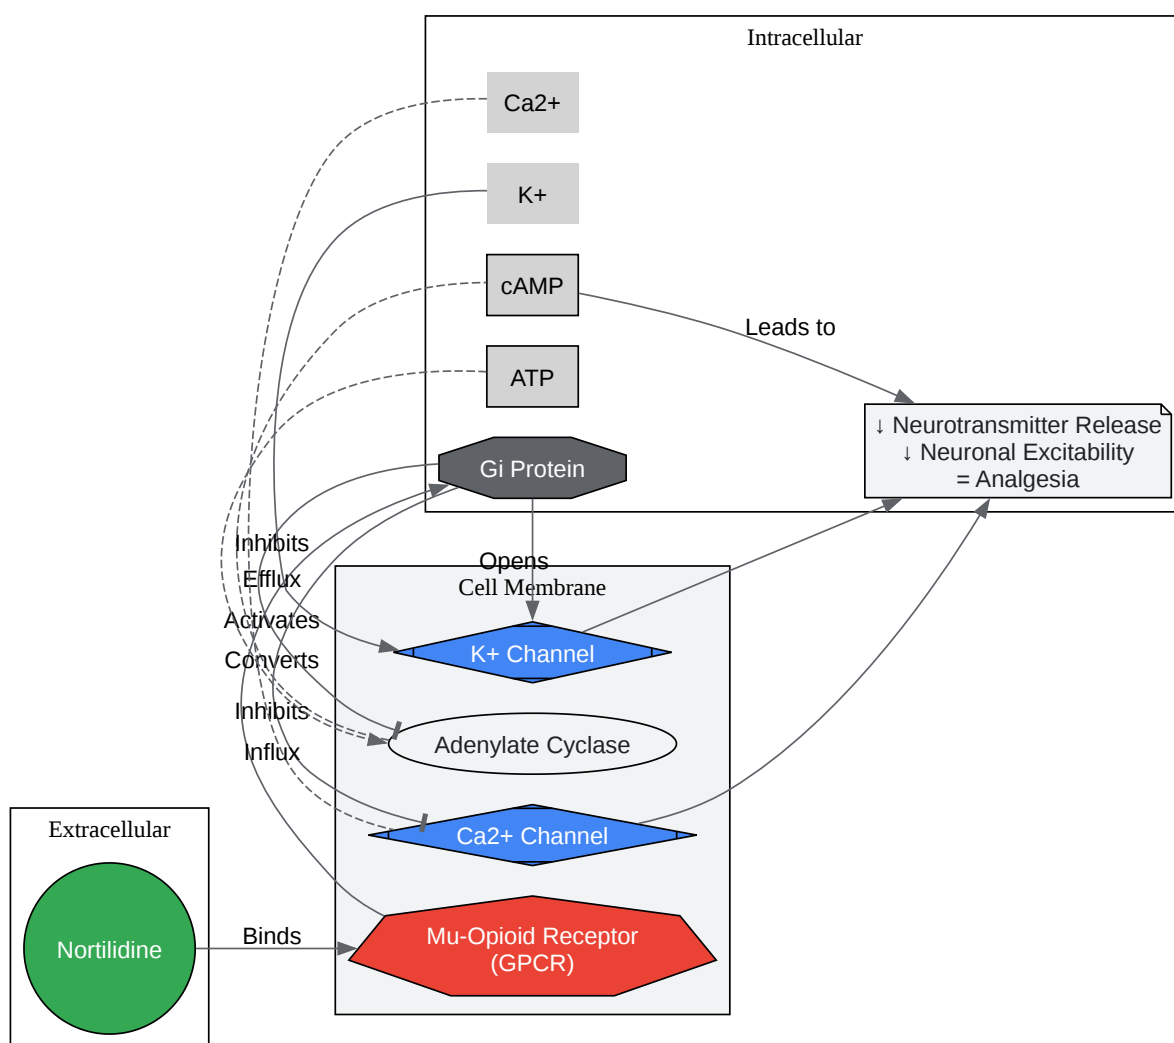 Intracellular
Ca2+
K+
cAMP
Leads to
ATP
↓ Neurotransmitter Release
↓ Neuronal Excitability
= Analgesia
Gi Protein
Inhibits
Opens
Efflux
Cell Membrane
Activates
K+ Channel
Converts
Inhibits
Adenylate Cyclase
Influx
Ca2+ Channel
Extracellular
Nortilidine
Binds
Mu-Opioid Receptor
(GPCR)